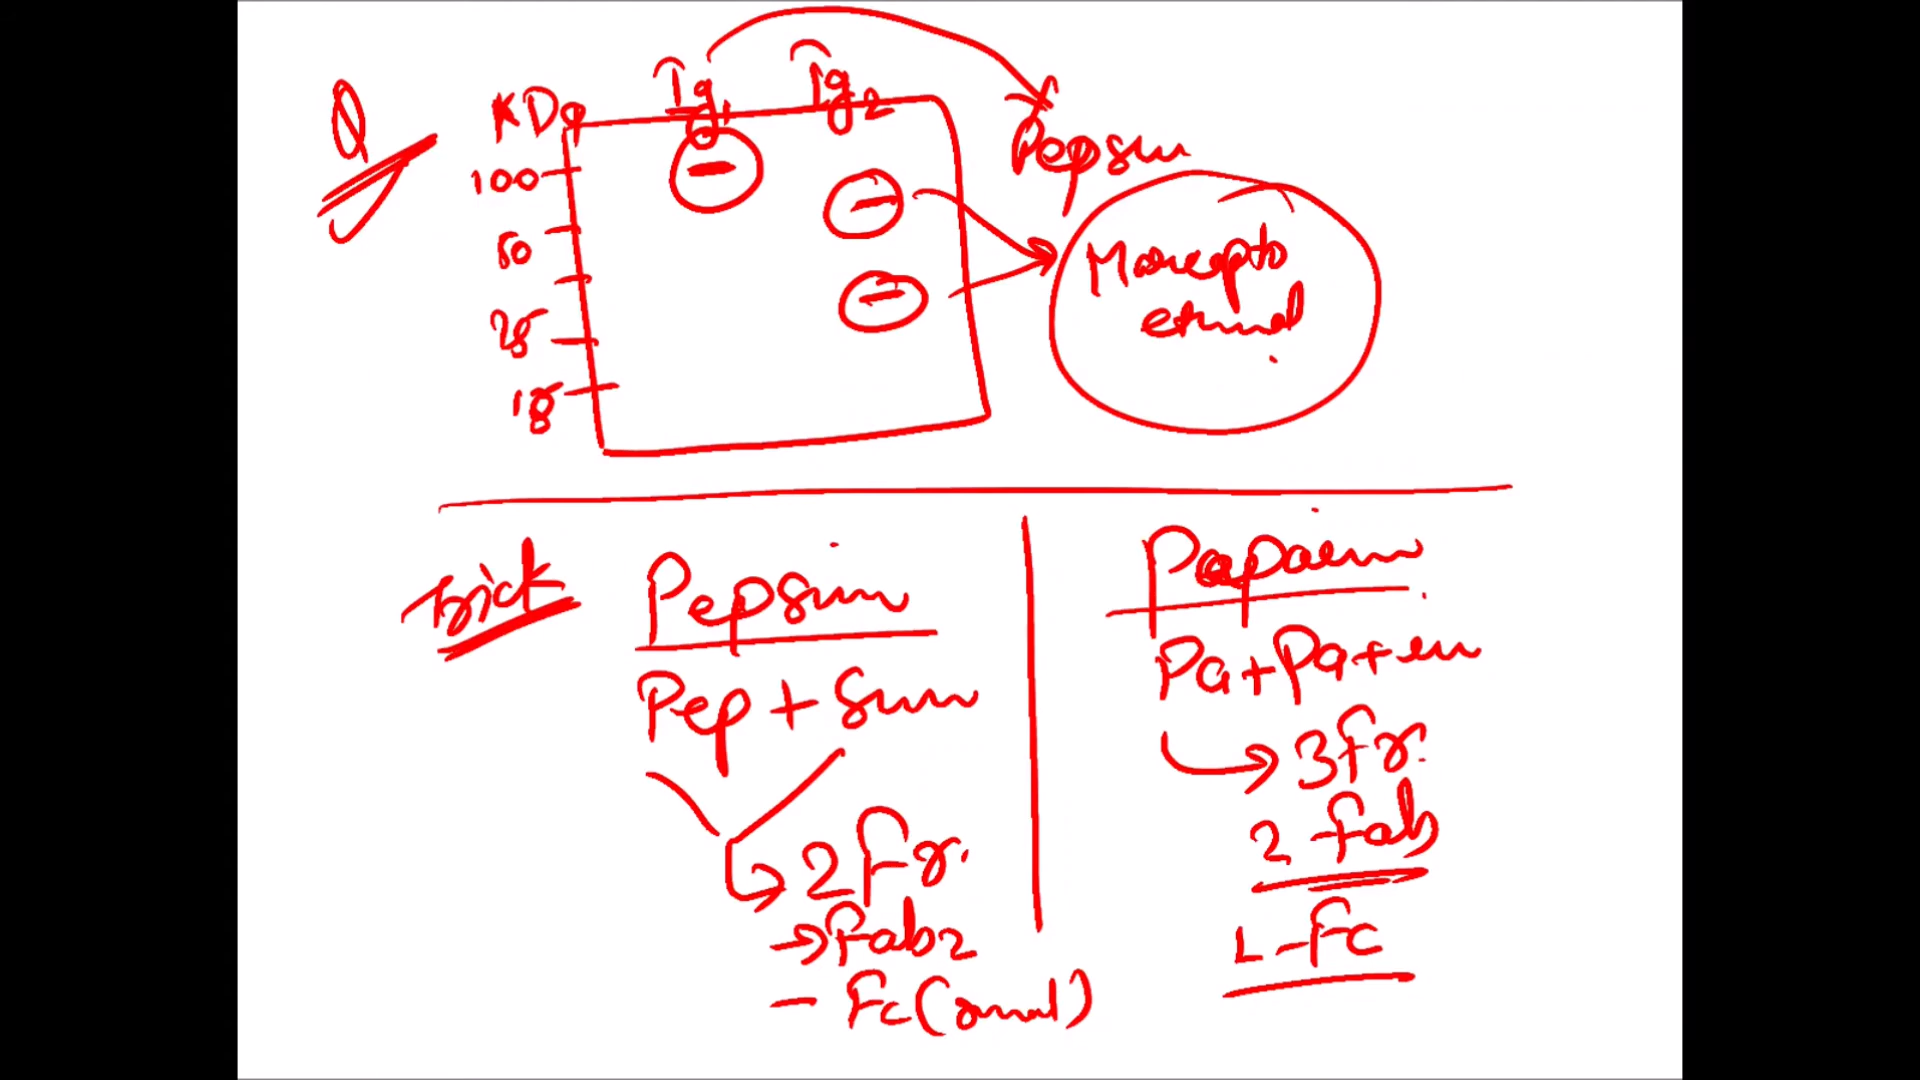 Q
KDa Ig1 Ig2
100
50
25
18
Pepsin
Mercapto
ethanol
Trick
Pepsin
Pep + Sin
2 Fr.
→ Fab2
- Fc (small)
Papain
Pa + Pa + in
→ 3 Fr.
2 Fab
1 - Fc